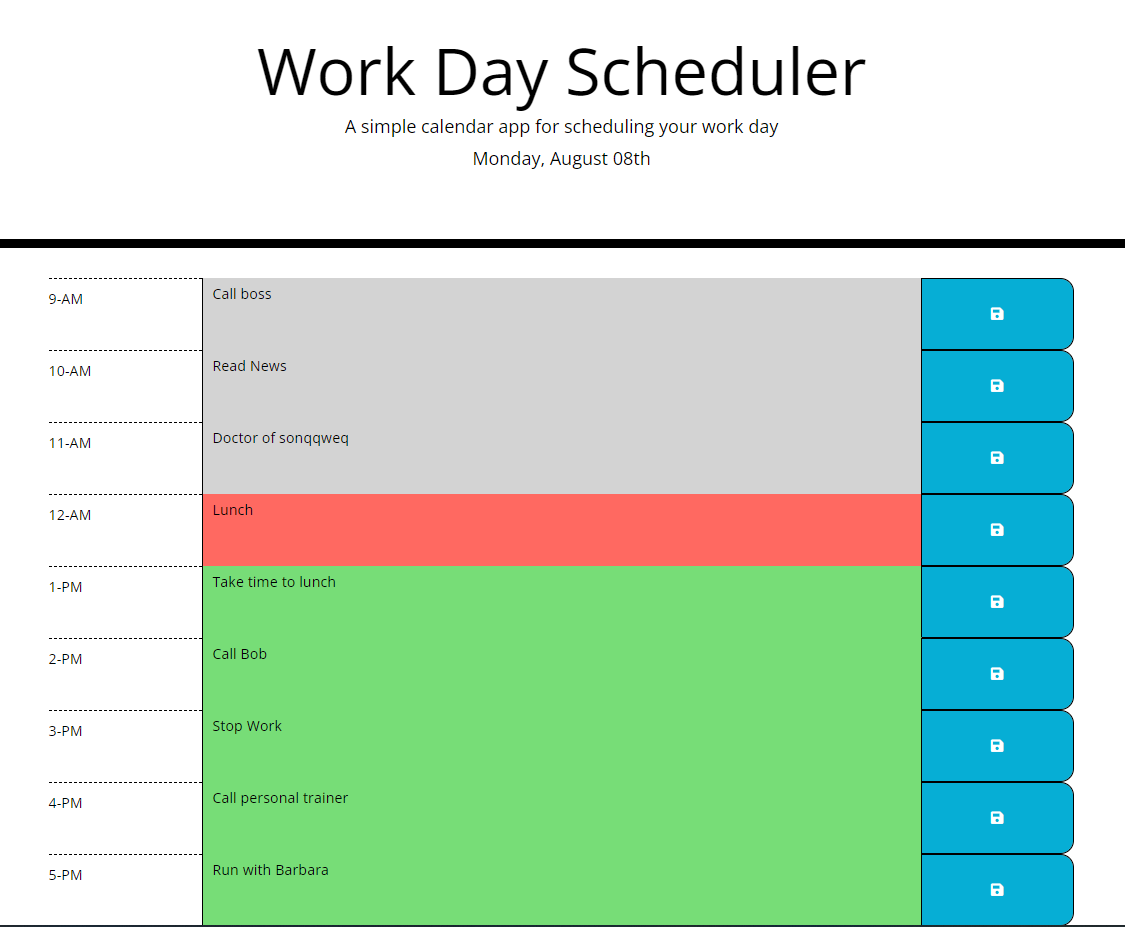 Work Day Scheduler
A simple calendar app for scheduling your work day
Monday, August 08th
9-AM Call boss
10-AM Read News
11-AM Doctor of sonqqweq
12-AM Lunch
1-PM Take time to lunch
2-PM Call Bob
3-PM Stop Work
4-PM Call personal trainer
5-PM Run with Barbara